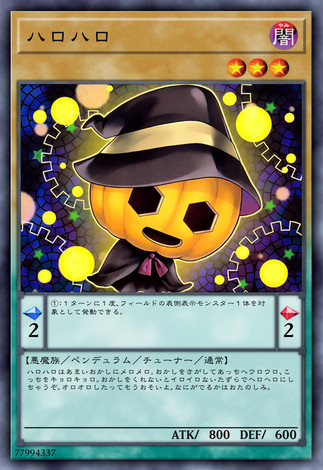 ハロハロ
闇
やみ
①:1ターンに1度、フィールドの表側表示モンスター1体を対
象として発動できる。
2
2
【悪魔族/ペンデュラム/チューナー/通常】
ハロハロはあまいおかしにメロメロ。おかしをさがしてあっちへウロウロ、こ
っちをキョロキョロ。おかしをくれないとイロイロないたずらでヘロヘロにし
ちゃうぞ。オロオロしたってもうおそいよ。なにがでるかはおたのしみ。
ATK/ 800 DEF/ 600
77994337